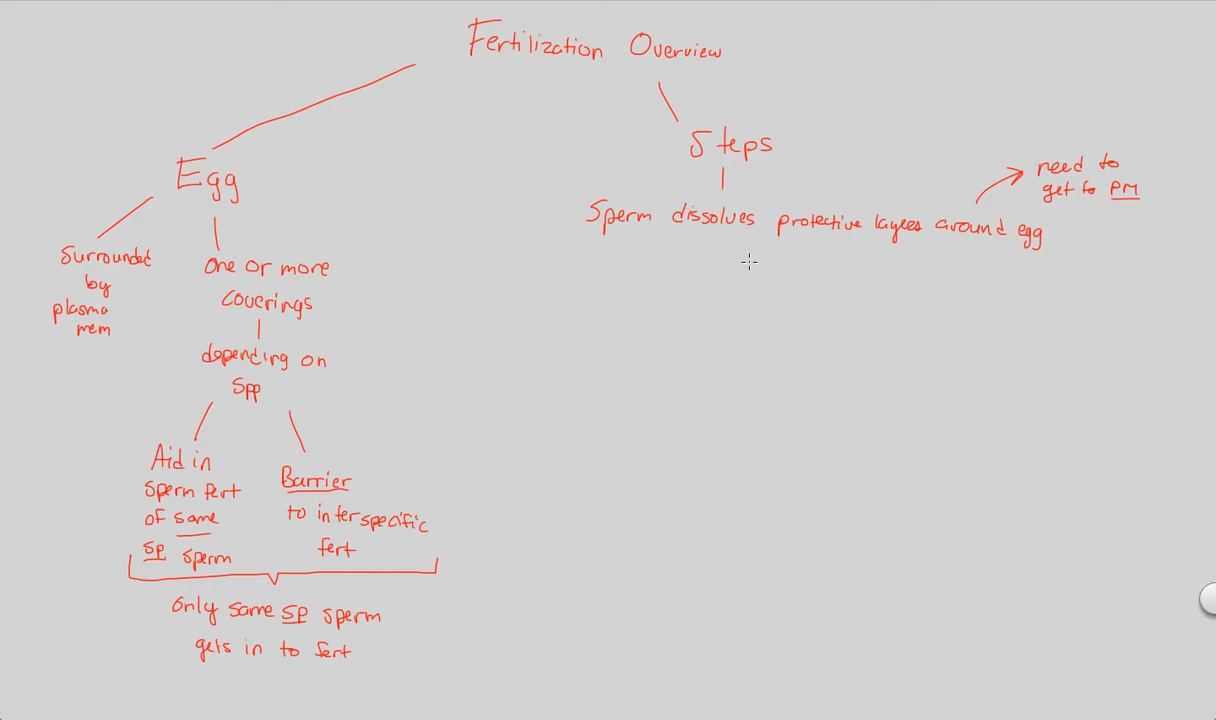 Fertilization Overview
Egg
Surrounded
by
plasma
mem
One or more
coverings
depending on
spp
Aid in
sperm fert
of same
sp sperm
Barrier
to interspecific
fert
only same sp sperm
gets in to fert
Steps
Sperm dissolves protective layers around egg
need to
get to PM